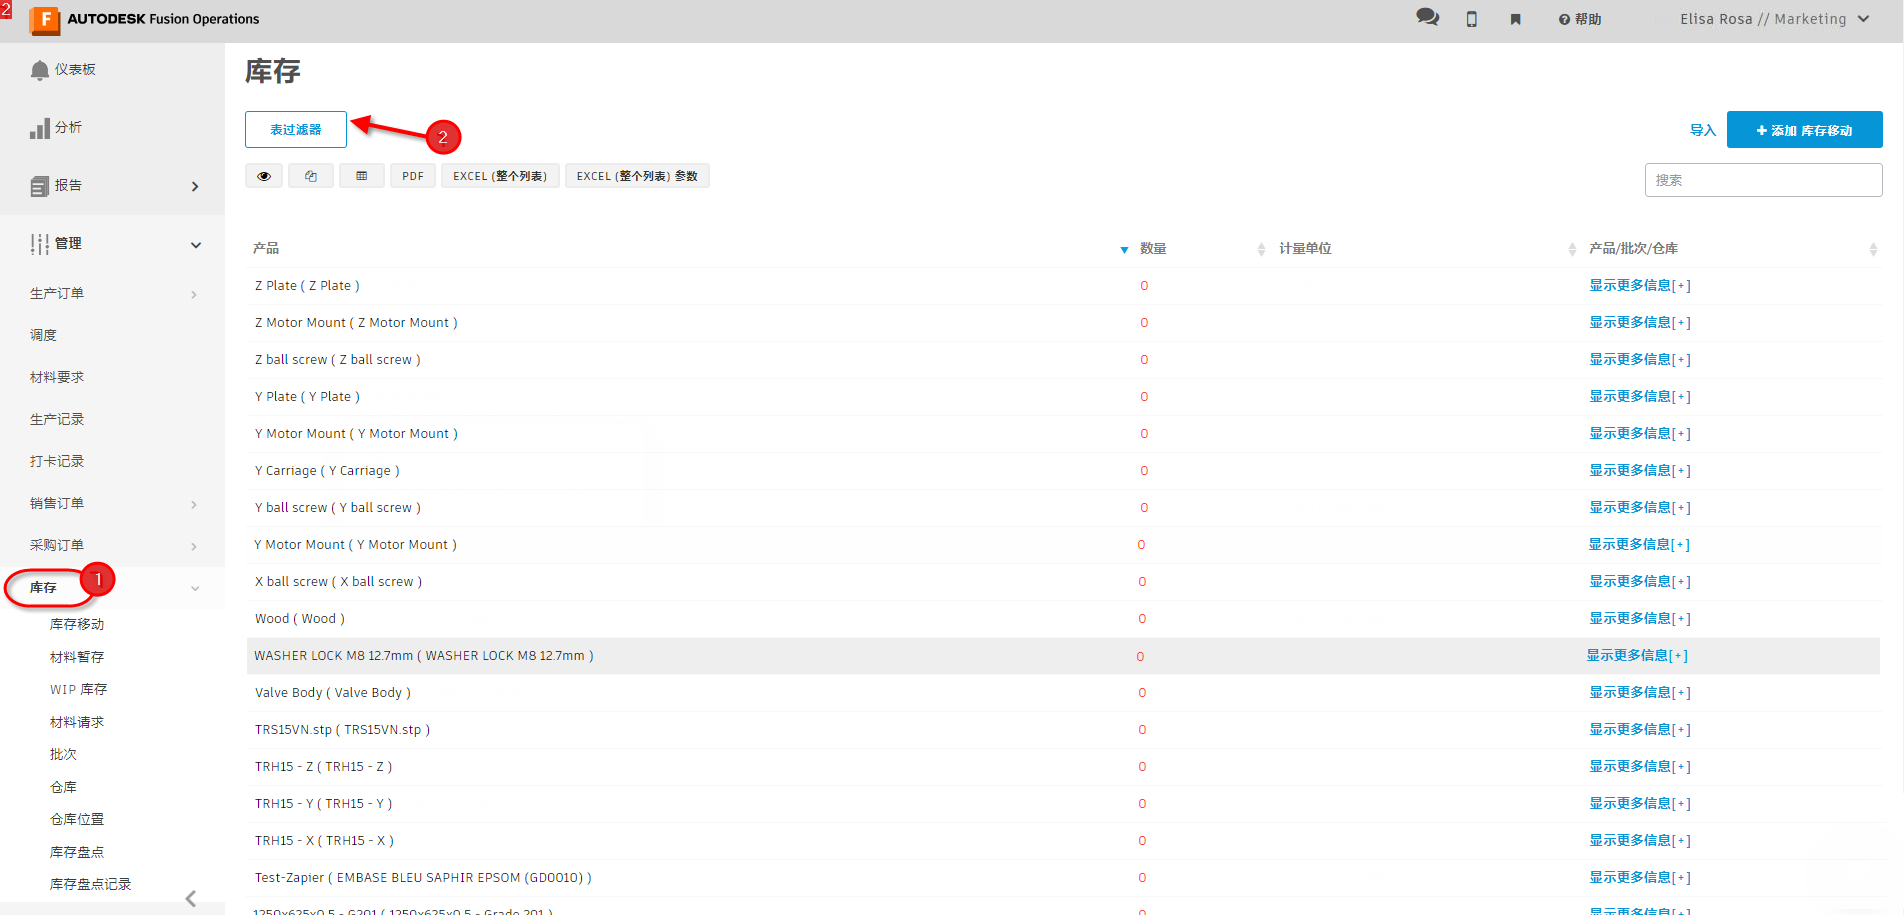 2
F AUTODESK Fusion Operations
帮助
Elisa Rosa // Marketing
仪表板
分析
报告
管理
生产订单
调度
材料要求
生产记录
打卡记录
销售订单
采购订单
库存
1
库存移动
材料暂存
WIP 库存
材料请求
批次
仓库
仓库位置
库存盘点
库存盘点记录
库存
表过滤器
2
导入
+ 添加 库存移动
PDF
EXCEL (整个列表)
EXCEL (整个列表) 参数
搜索
产品 数量 计量单位 产品/批次/仓库
Z Plate ( Z Plate ) 0 显示更多信息[+]
Z Motor Mount ( Z Motor Mount ) 0 显示更多信息[+]
Z ball screw ( Z ball screw ) 0 显示更多信息[+]
Y Plate ( Y Plate ) 0 显示更多信息[+]
Y Motor Mount ( Y Motor Mount ) 0 显示更多信息[+]
Y Carriage ( Y Carriage ) 0 显示更多信息[+]
Y ball screw ( Y ball screw ) 0 显示更多信息[+]
Y Motor Mount ( Y Motor Mount ) 0 显示更多信息[+]
X ball screw ( X ball screw ) 0 显示更多信息[+]
Wood ( Wood ) 0 显示更多信息[+]
WASHER LOCK M8 12.7mm ( WASHER LOCK M8 12.7mm ) 0 显示更多信息[+]
Valve Body ( Valve Body ) 0 显示更多信息[+]
TRS15VN.stp ( TRS15VN.stp ) 0 显示更多信息[+]
TRH15 - Z ( TRH15 - Z ) 0 显示更多信息[+]
TRH15 - Y ( TRH15 - Y ) 0 显示更多信息[+]
TRH15 - X ( TRH15 - X ) 0 显示更多信息[+]
Test-Zapier ( EMBASE BLEU SAPHIR EPSOM (GD0010) ) 0 显示更多信息[+]
1250x625x0.5 - G201 ( 1250x625x0.5 - Grade 201 ) 0 显示更多信息[+]